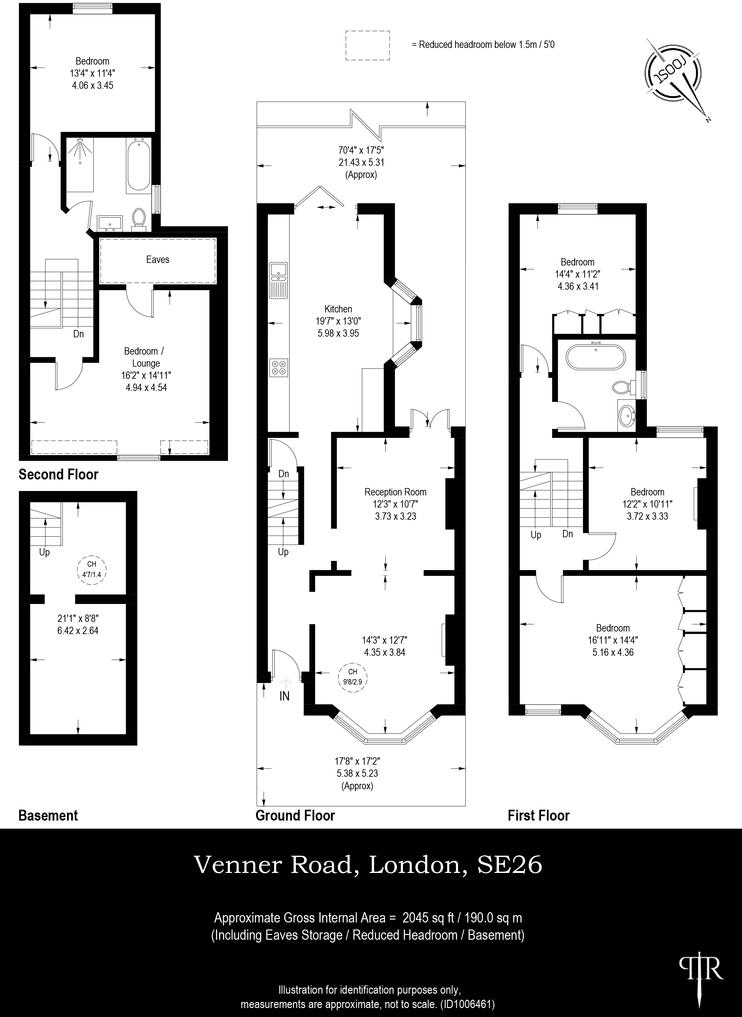 = Reduced headroom below 1.5m / 5'0
roost
N
Bedroom
13'4" x 11'4"
4.06 x 3.45
Eaves
Dn
Bedroom /
Lounge
16'2" x 14'11"
4.94 x 4.54
Second Floor
Up
CH
4'7/1.4
21'1" x 8'8"
6.42 x 2.64
Basement
70'4" x 17'5"
21.43 x 5.31
(Approx)
Kitchen
19'7" x 13'0"
5.98 x 3.95
Dn
Up
Reception Room
12'3" x 10'7"
3.73 x 3.23
14'3" x 12'7"
4.35 x 3.84
CH
9'8/2.9
IN
17'8" x 17'2"
5.38 x 5.23
(Approx)
Ground Floor
Bedroom
14'4" x 11'2"
4.36 x 3.41
Bedroom
12'2" x 10'11"
3.72 x 3.33
Up
Dn
Bedroom
16'11" x 14'4"
5.16 x 4.36
First Floor
Venner Road, London, SE26
Approximate Gross Internal Area = 2045 sq ft / 190.0 sq m
(Including Eaves Storage / Reduced Headroom / Basement)
Illustration for identification purposes only,
measurements are approximate, not to scale. (ID1006461)
PR